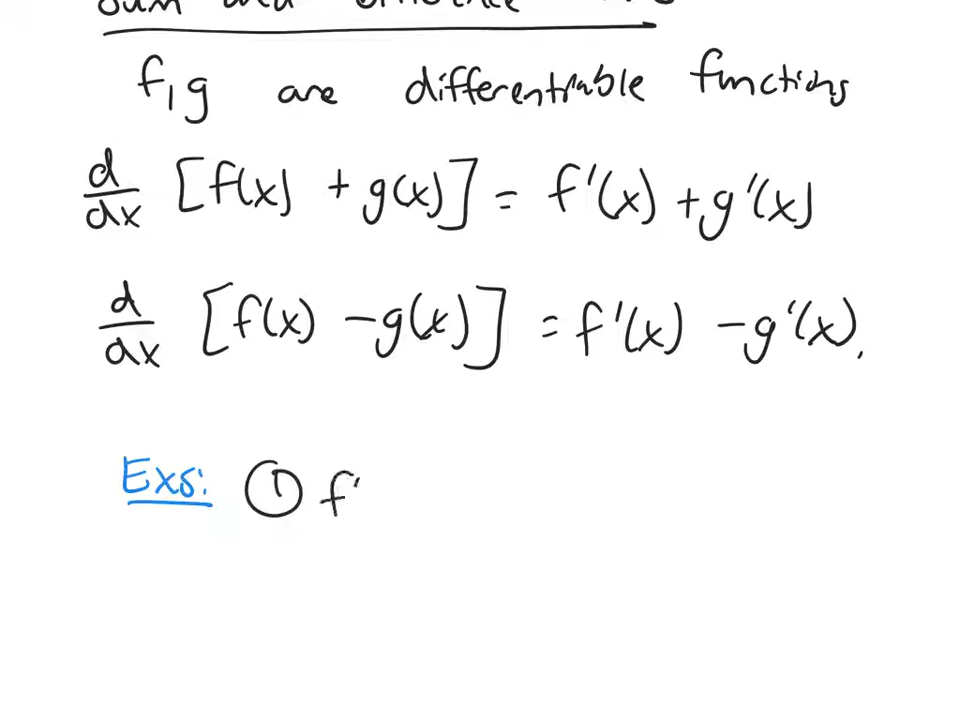 f, g are differentiable functions
d/dx [f(x) + g(x)] = f'(x) + g'(x)
d/dx [f(x) - g(x)] = f'(x) - g'(x).
Exs: ① f'